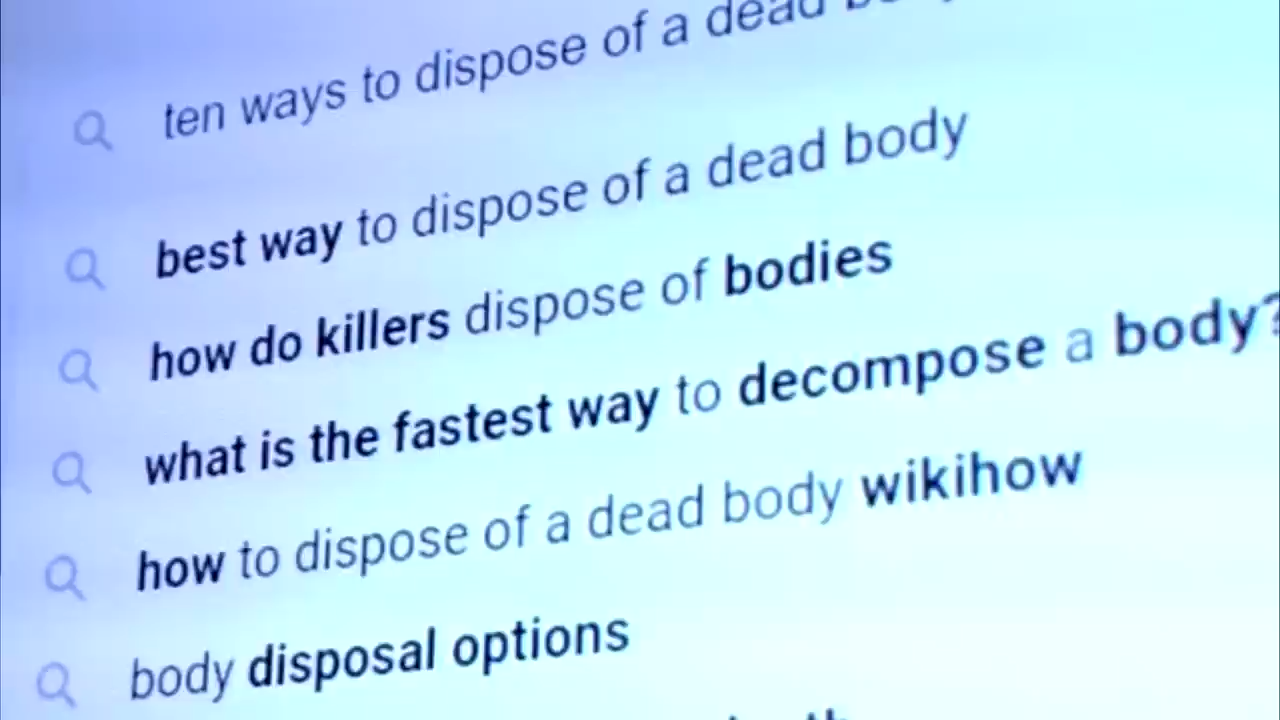 ten ways to dispose of a dead
best way to dispose of a dead body
how do killers dispose of bodies
what is the fastest way to decompose a body?
how to dispose of a dead body wikihow
body disposal options